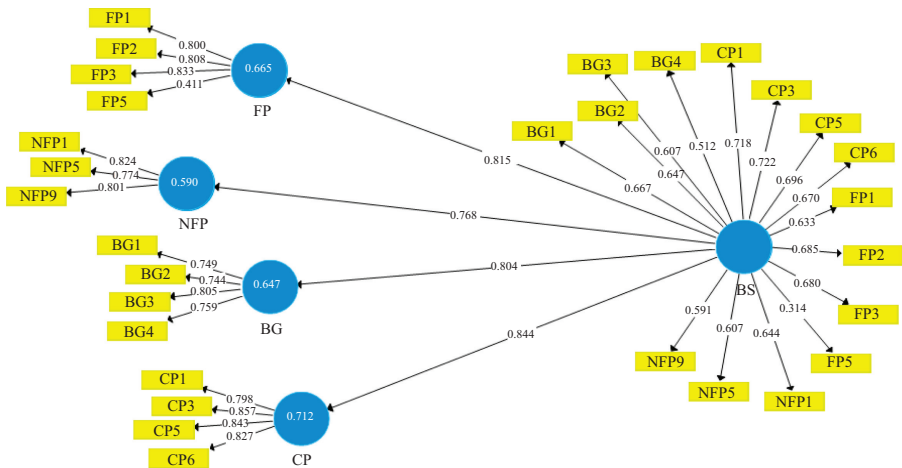 FP1
FP2
FP3
FP5
0.800
0.808
0.833
0.411
0.665
FP
NFP1
NFP5
NFP9
0.824
0.774
0.801
0.590
NFP
BG1
BG2
BG3
BG4
0.749
0.744
0.805
0.759
0.647
BG
CP1
CP3
CP5
CP6
0.798
0.857
0.843
0.827
0.712
CP
0.815
0.768
0.804
0.844
BG1
BG2
BG3
BG4
CP1
CP3
CP5
CP6
FP1
FP2
FP3
FP5
NFP1
NFP5
NFP9
0.667
0.647
0.607
0.512
0.718
0.722
0.696
0.670
0.633
0.685
0.680
0.314
0.644
0.607
0.591
BS